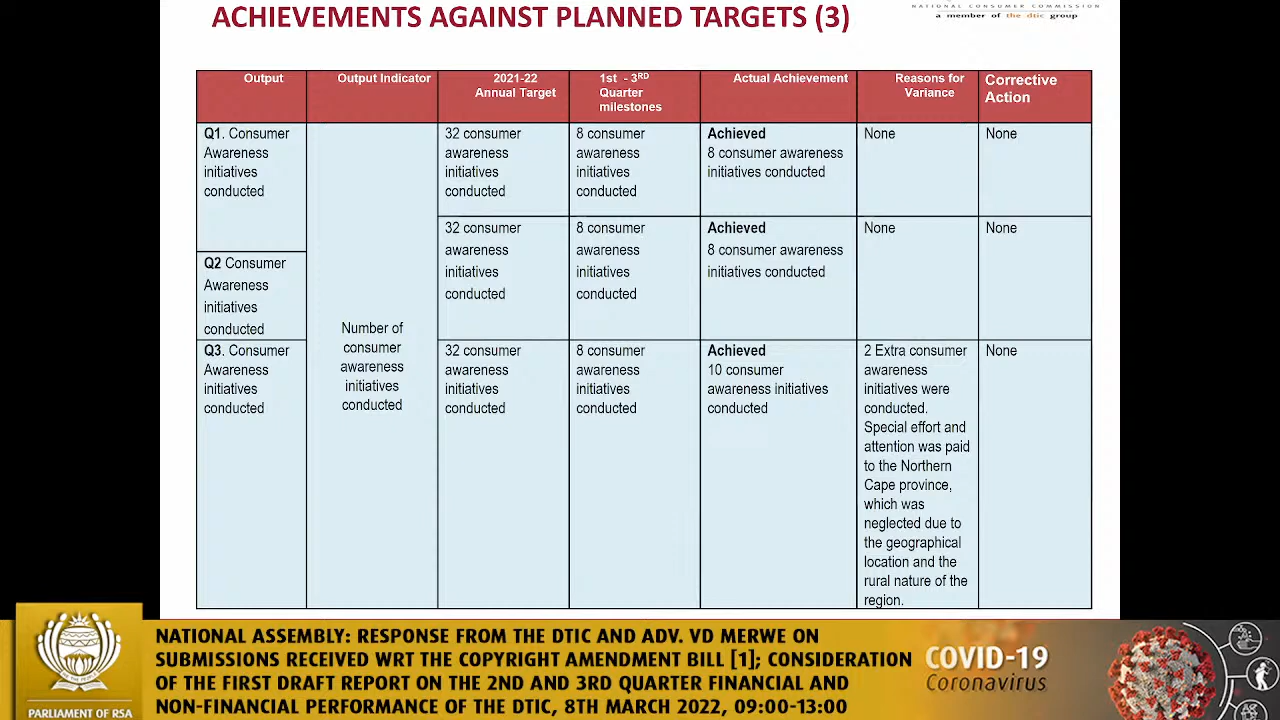 ACHIEVEMENTS AGAINST PLANNED TARGETS (3)
NATIONAL CONSUMER COMMISSION
a member of the dtic group
Output
Output Indicator
2021-22
Annual Target
1st - 3RD
Quarter
milestones
Actual Achievement
Reasons for
Variance
Corrective
Action
Q1. Consumer
Awareness
initiatives
conducted
Number of
consumer
awareness
initiatives
conducted
32 consumer
awareness
initiatives
conducted
8 consumer
awareness
initiatives
conducted
Achieved
8 consumer awareness
initiatives conducted
None
None
Q2 Consumer
Awareness
initiatives
conducted
32 consumer
awareness
initiatives
conducted
8 consumer
awareness
initiatives
conducted
Achieved
8 consumer awareness
initiatives conducted
None
None
Q3. Consumer
Awareness
initiatives
conducted
32 consumer
awareness
initiatives
conducted
8 consumer
awareness
initiatives
conducted
Achieved
10 consumer
awareness initiatives
conducted
2 Extra consumer
awareness
initiatives were
conducted.
Special effort and
attention was paid
to the Northern
Cape province,
which was
neglected due to
the geographical
location and the
rural nature of the
region.
None
NATIONAL ASSEMBLY: RESPONSE FROM THE DTIC AND ADV. VD MERWE ON
SUBMISSIONS RECEIVED WRT THE COPYRIGHT AMENDMENT BILL [1]; CONSIDERATION
OF THE FIRST DRAFT REPORT ON THE 2ND AND 3RD QUARTER FINANCIAL AND
NON-FINANCIAL PERFORMANCE OF THE DTIC, 8TH MARCH 2022, 09:00-13:00
PARLIAMENT OF RSA
COVID-19
Coronavirus